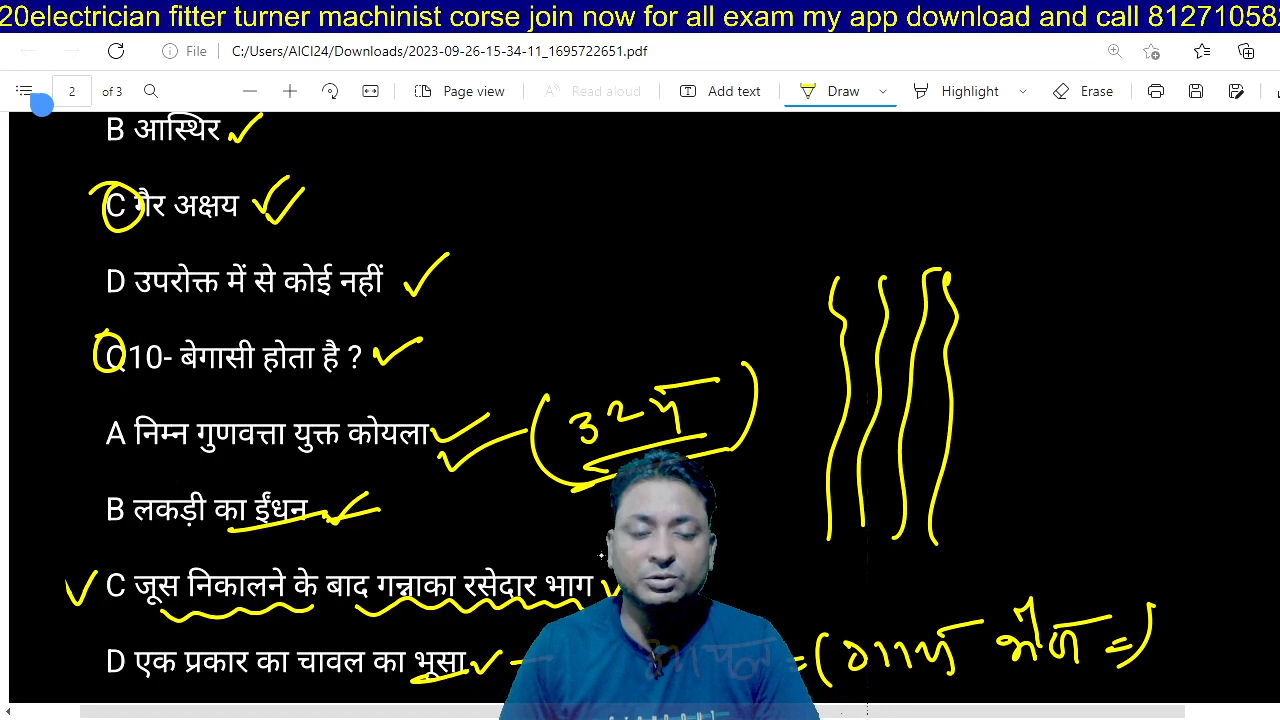 20electrician fitter turner machinist corse join now for all exam my app download and call 812710582
File C:/Users/AICI24/Downloads/2023-09-26-15-34-11_1695722651.pdf
2 of 3 Page view Read aloud Add text Draw Highlight Erase
B आस्थिर
C गैर अक्षय
D उपरोक्त में से कोई नहीं
Q10- बेगासी होता है ?
A निम्न गुणवत्ता युक्त कोयला
B लकड़ी का ईंधन
C जूस निकालने के बाद गन्नाका रसेदार भाग
D एक प्रकार का चावल का भूसा